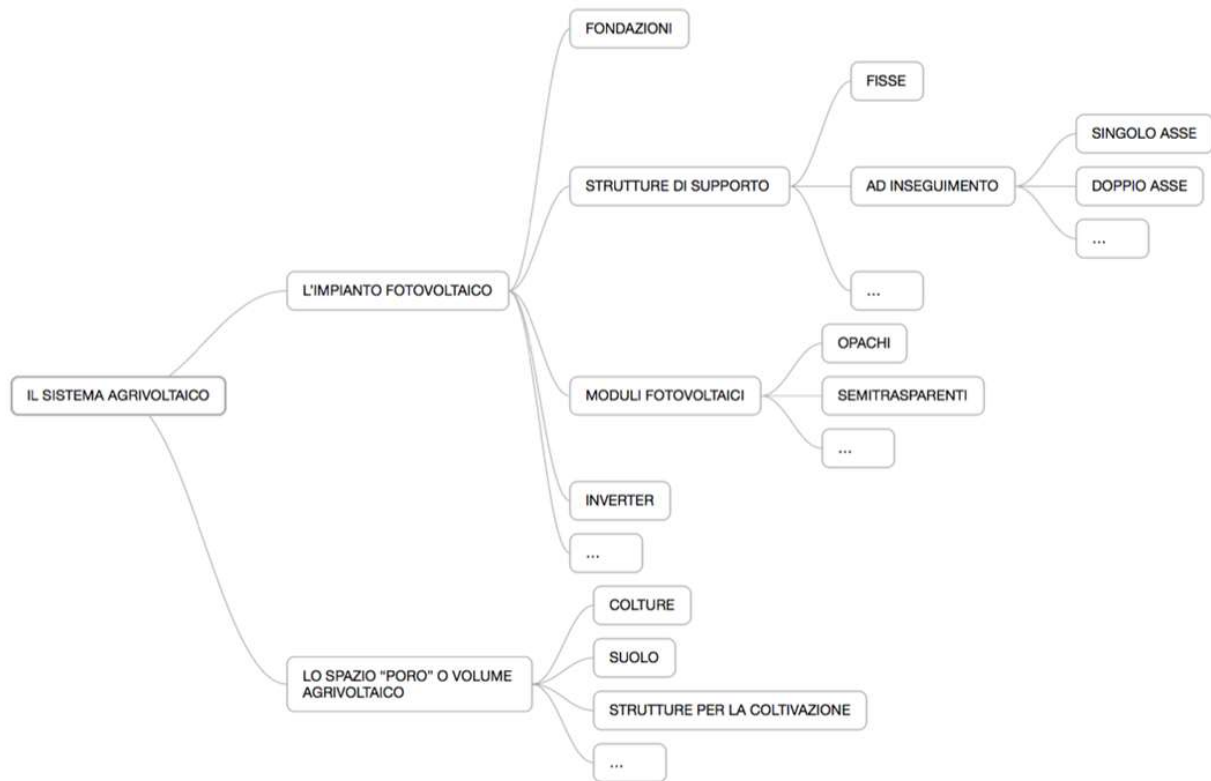 FONDAZIONI
FISSE
SINGOLO ASSE
STRUTTURE DI SUPPORTO
AD INSEGUIMENTO
DOPPIO ASSE
...
L'IMPIANTO FOTOVOLTAICO
...
OPACHI
IL SISTEMA AGRIVOLTAICO
MODULI FOTOVOLTAICI
SEMITRASPARENTI
...
INVERTER
...
COLTURE
SUOLO
LO SPAZIO "PORO" O VOLUME
AGRIVOLTAICO
STRUTTURE PER LA COLTIVAZIONE
...